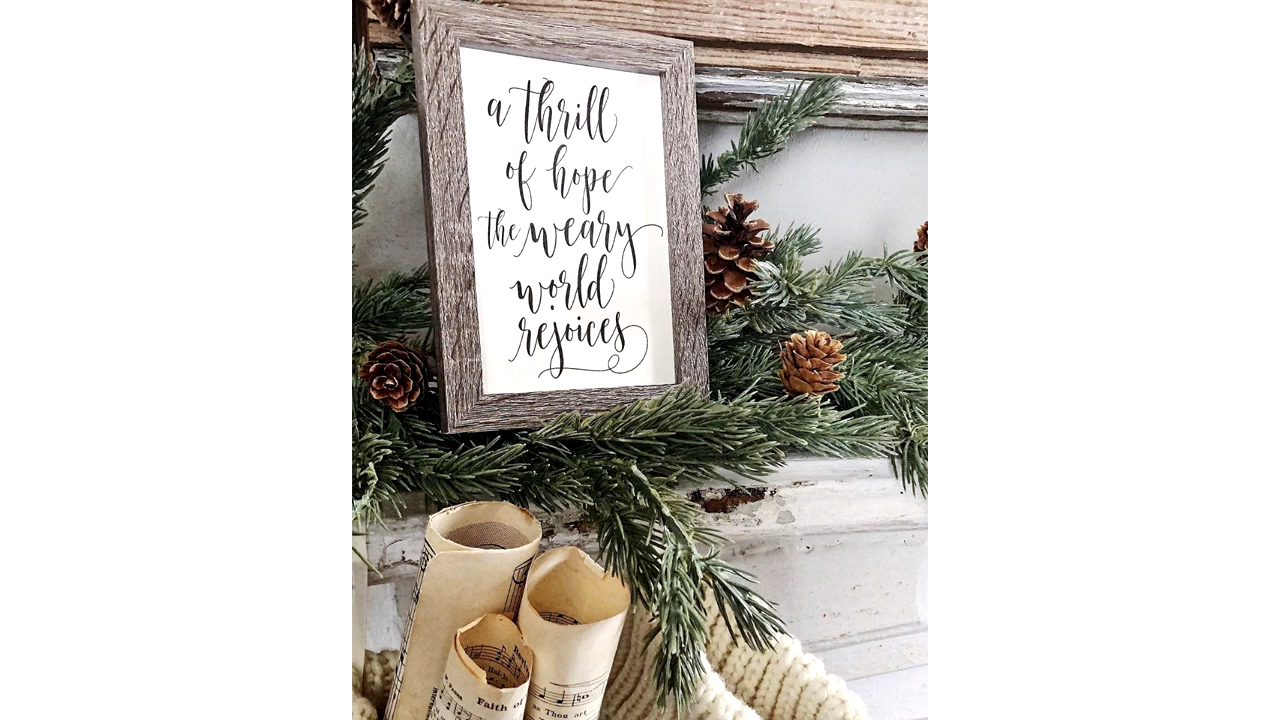 a thrill
of hope
the weary
world
rejoices
Faith of
as Thou art